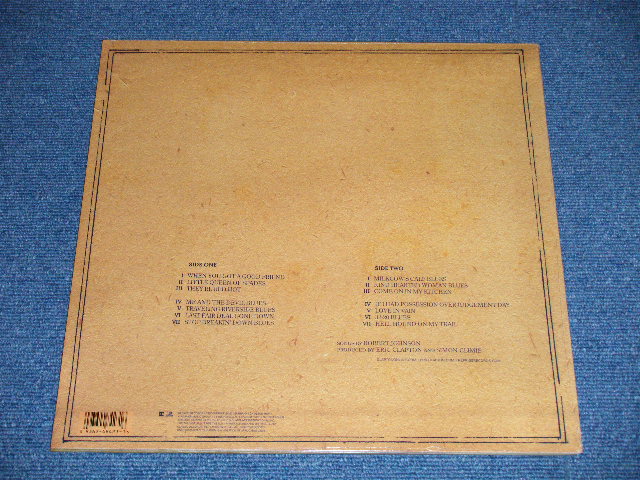 SIDE ONE
I WHEN YOU GOT A GOOD FRIEND
II LITTLE QUEEN OF SPADES
III THEY'RE RED HOT
IV ME AND THE DEVIL BLUES
V TRAVELING RIVERSIDE BLUES
VI LAST FAIR DEAL GONE DOWN
VII STOP BREAKIN' DOWN BLUES
SIDE TWO
I MILKCOW'S CALF BLUES
II KIND HEARTED WOMAN BLUES
III COME ON IN MY KITCHEN
IV IF I HAD POSSESSION OVER JUDGEMENT DAY
V LOVE IN VAIN
VI 32-20 BLUES
VII HELL HOUND ON MY TRAIL
SONGS BY ROBERT JOHNSON
PRODUCED BY ERIC CLAPTON AND SIMON CLIMIE